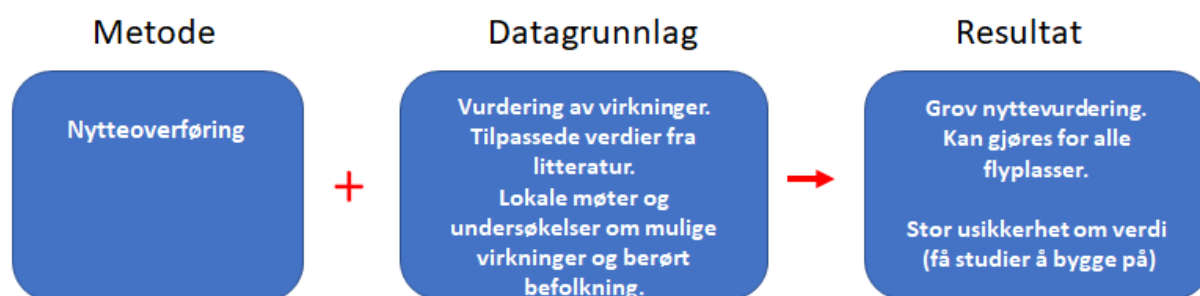 Metode
Nytteoverføring
+
Datagrunnlag
Vurdering av virkninger.
Tilpassede verdier fra
litteratur.
Lokale møter og
undersøkelser om mulige
virkninger og berørt
befolkning.
Resultat
Grov nyttevurdering.
Kan gjøres for alle
flyplasser.
Stor usikkerhet om verdi
(få studier å bygge på)